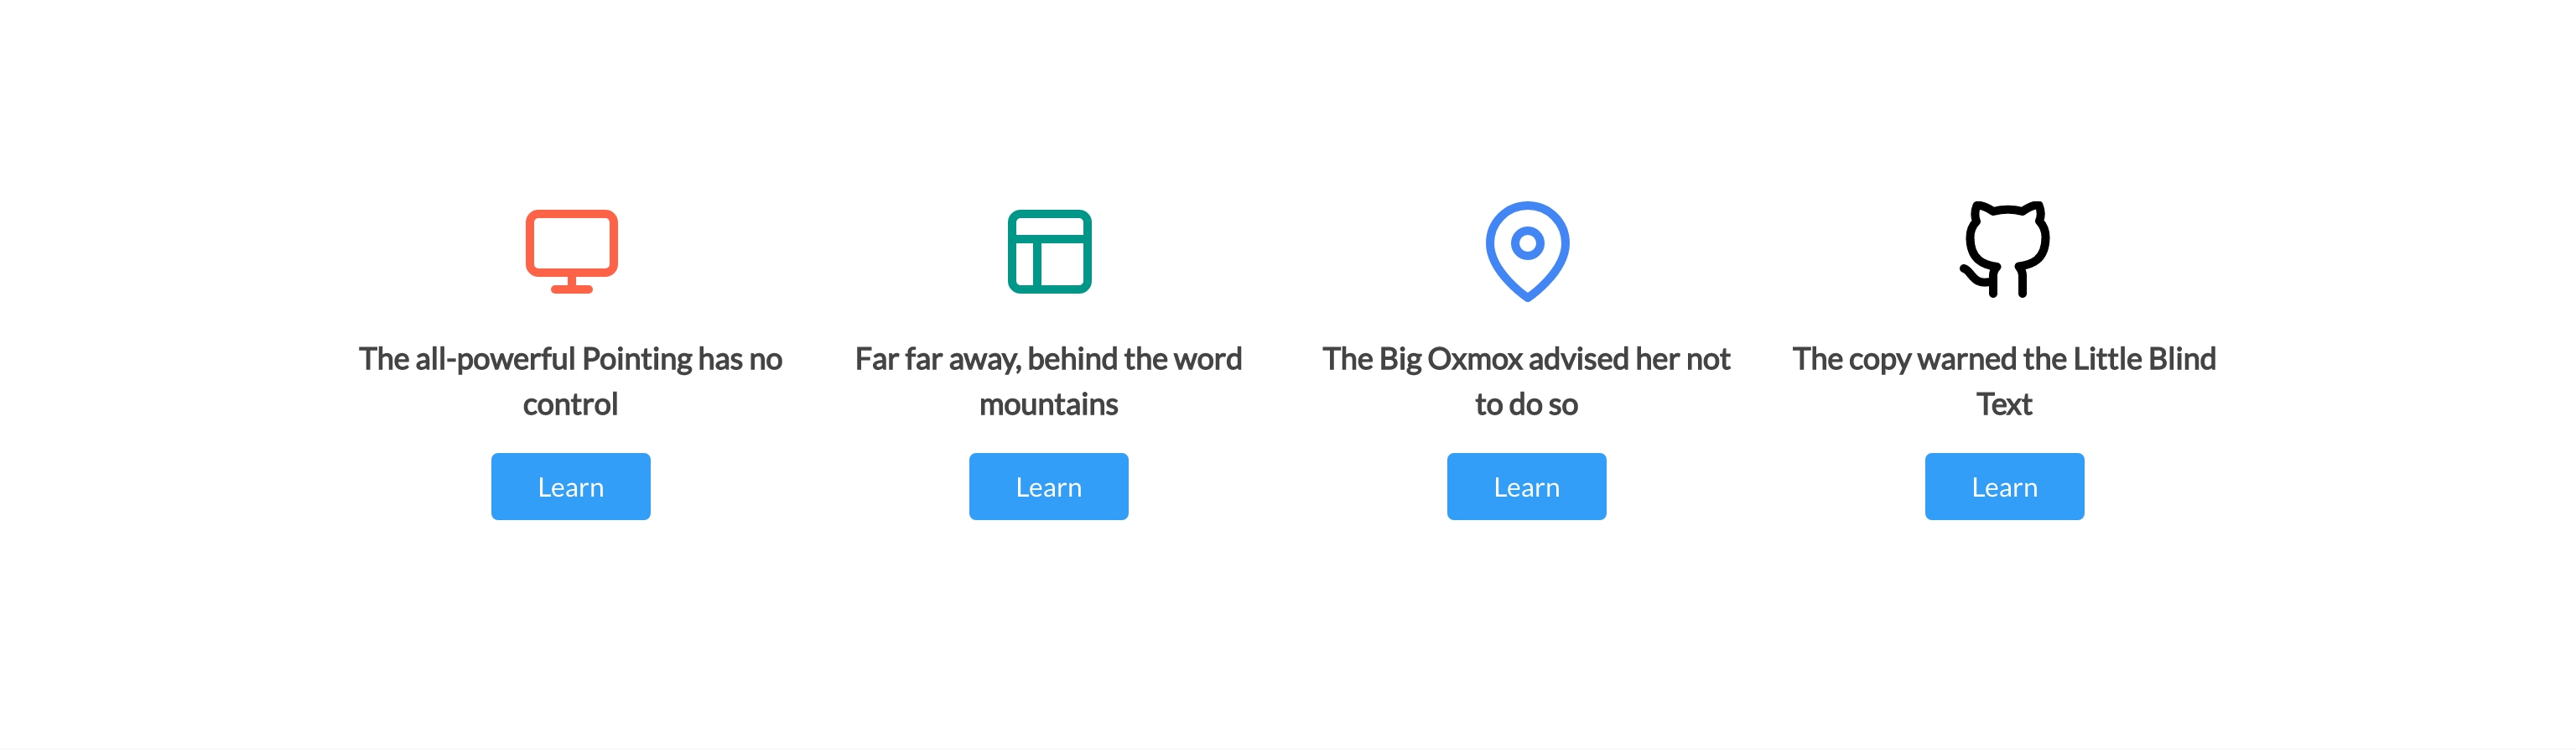 The all-powerful Pointing has no
control
Learn
Far far away, behind the word
mountains
Learn
The Big Oxmox advised her not
to do so
Learn
The copy warned the Little Blind
Text
Learn